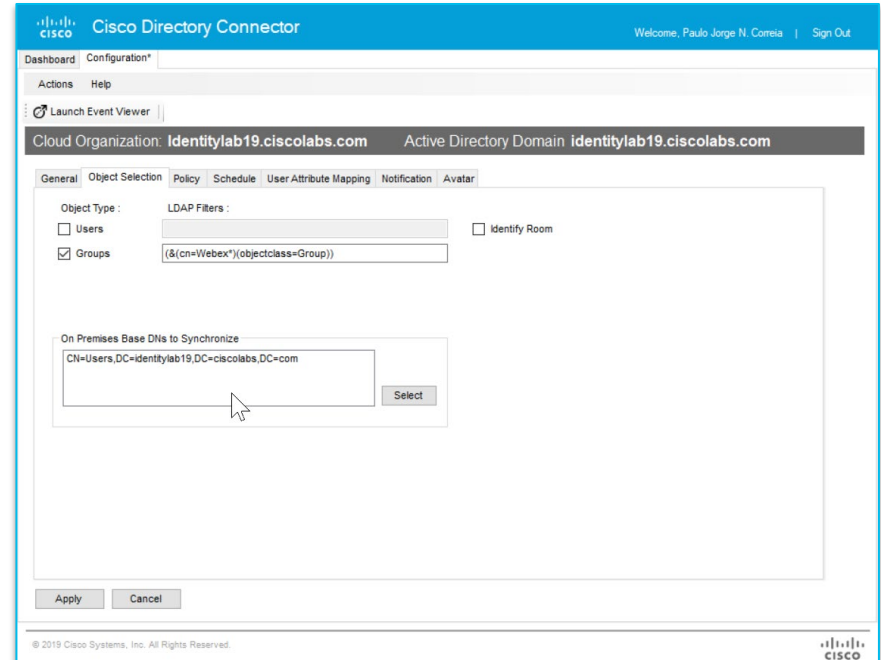 cisco Cisco Directory Connector
Welcome, Paulo Jorge N. Correia | Sign Out
Dashboard Configuration*
Actions Help
Launch Event Viewer
Cloud Organization: Identitylab19.ciscolabs.com Active Directory Domain identitylab19.ciscolabs.com
General Object Selection Policy Schedule User Attribute Mapping Notification Avatar
Object Type : LDAP Filters :
Users Identify Room
Groups (&(cn=Webex*)(objectclass=Group))
On Premises Base DNs to Synchronize
CN=Users,DC=identitylab19,DC=ciscolabs,DC=com
Select
Apply Cancel
© 2019 Cisco Systems, Inc. All Rights Reserved.
cisco